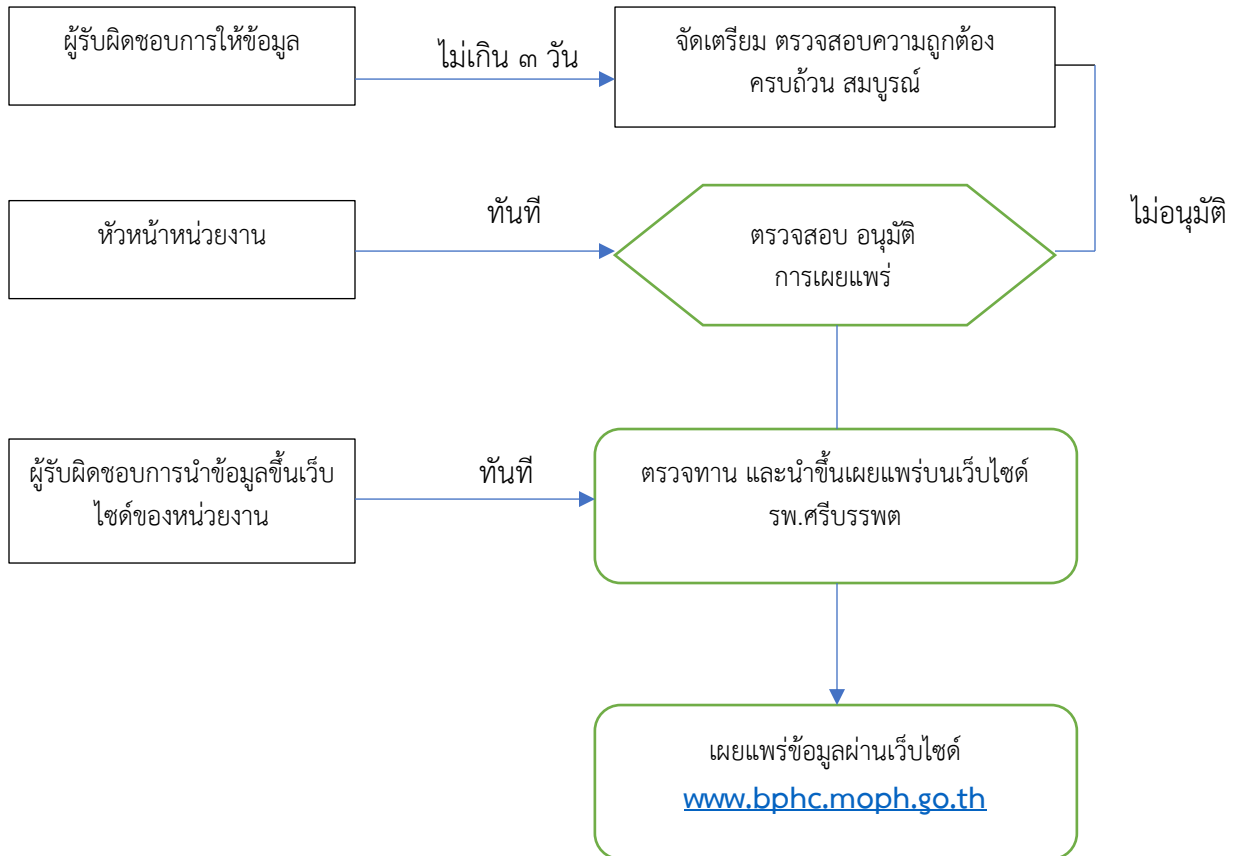 ผู้รับผิดชอบการให้ข้อมูล
ไม่เกิน ๓ วัน
จัดเตรียม ตรวจสอบความถูกต้อง
ครบถ้วน สมบูรณ์
หัวหน้าหน่วยงาน
ทันที
ตรวจสอบ อนุมัติ
การเผยแพร่
ไม่อนุมัติ
ผู้รับผิดชอบการนำข้อมูลขึ้นเว็บ
ไซด์ของหน่วยงาน
ทันที
ตรวจทาน และนำขึ้นเผยแพร่บนเว็บไซด์
รพ.ศรีบรรพต
เผยแพร่ข้อมูลผ่านเว็บไซด์
www.bphc.moph.go.th